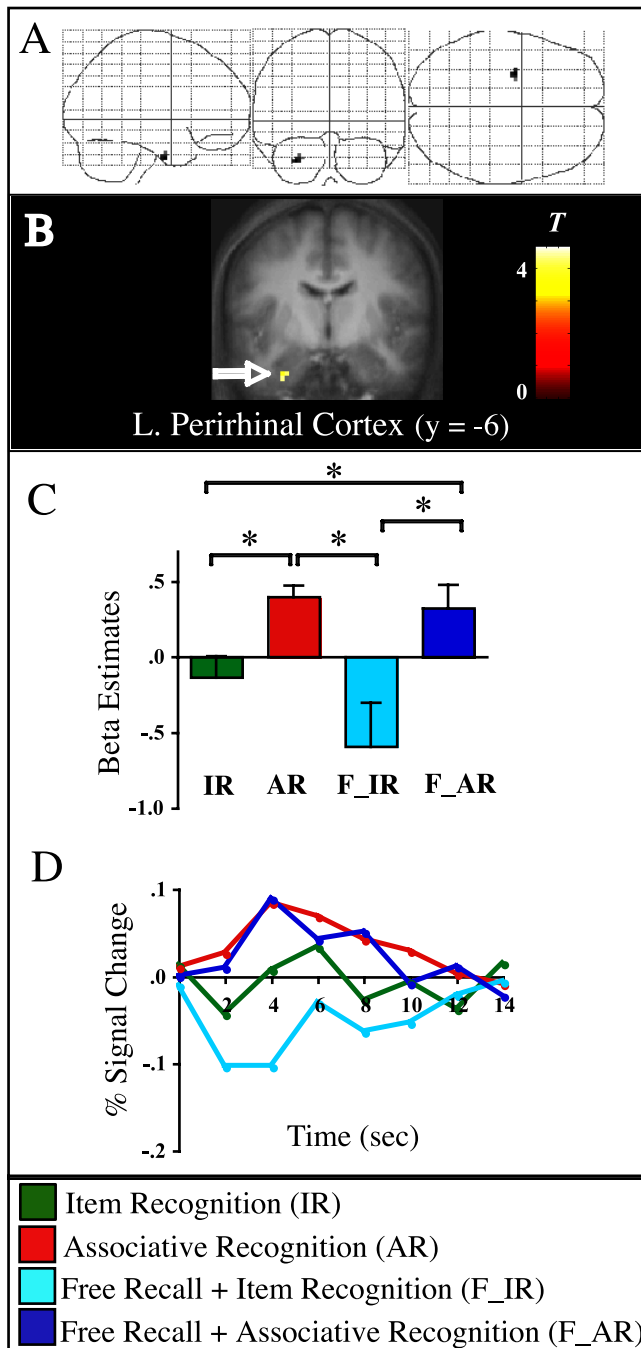 A
B
T
4
0
L. Perirhinal Cortex (y = -6)
C
*
*
*
*
Beta Estimates
.5
.0
-.5
-1.0
IR AR F_IR F_AR
D
% Signal Change
.1
.0
-.1
-.2
2 4 6 8 10 12 14
Time (sec)
Item Recognition (IR)
Associative Recognition (AR)
Free Recall + Item Recognition (F_IR)
Free Recall + Associative Recognition (F_AR)